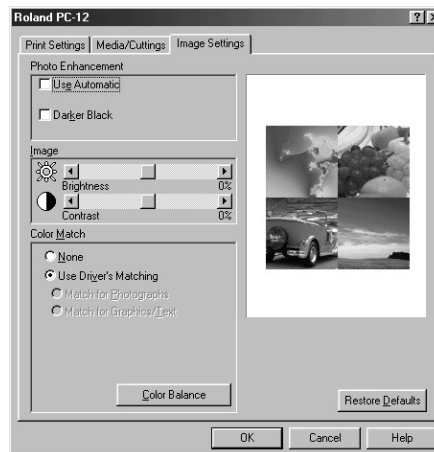 Roland PC-12
Print Settings Media/Cuttings Image Settings
Photo Enhancement
Use Automatic
Darker Black
Image
Brightness 0%
Contrast 0%
Color Match
None
Use Driver's Matching
Match for Photographs
Match for Graphics/Text
Color Balance
Restore Defaults
OK Cancel Help